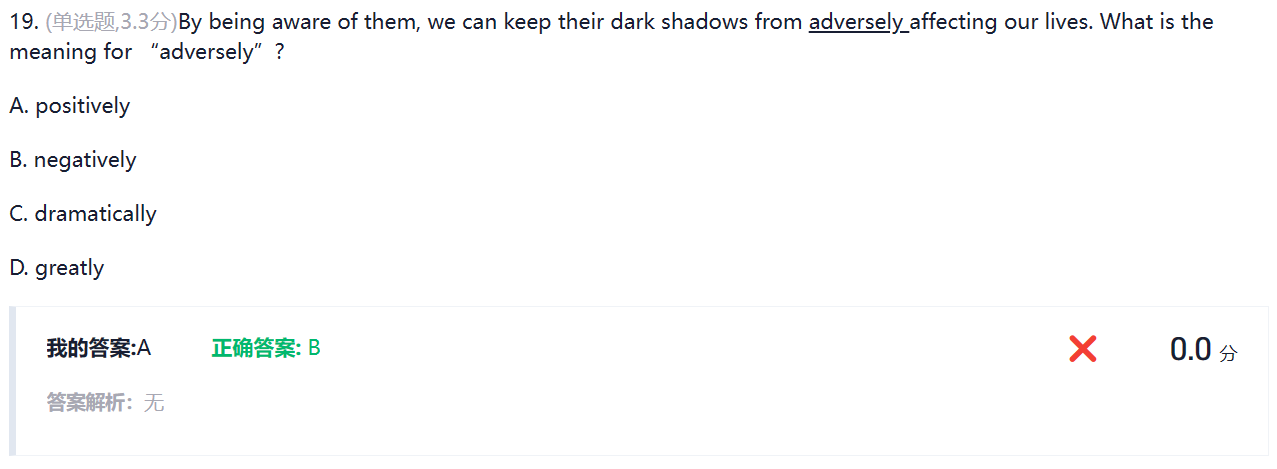 19. (单选题,3.3分)By being aware of them, we can keep their dark shadows from adversely affecting our lives. What is the
meaning for “adversely”?
A. positively
B. negatively
C. dramatically
D. greatly
我的答案:A 正确答案: B 0.0 分
答案解析: 无